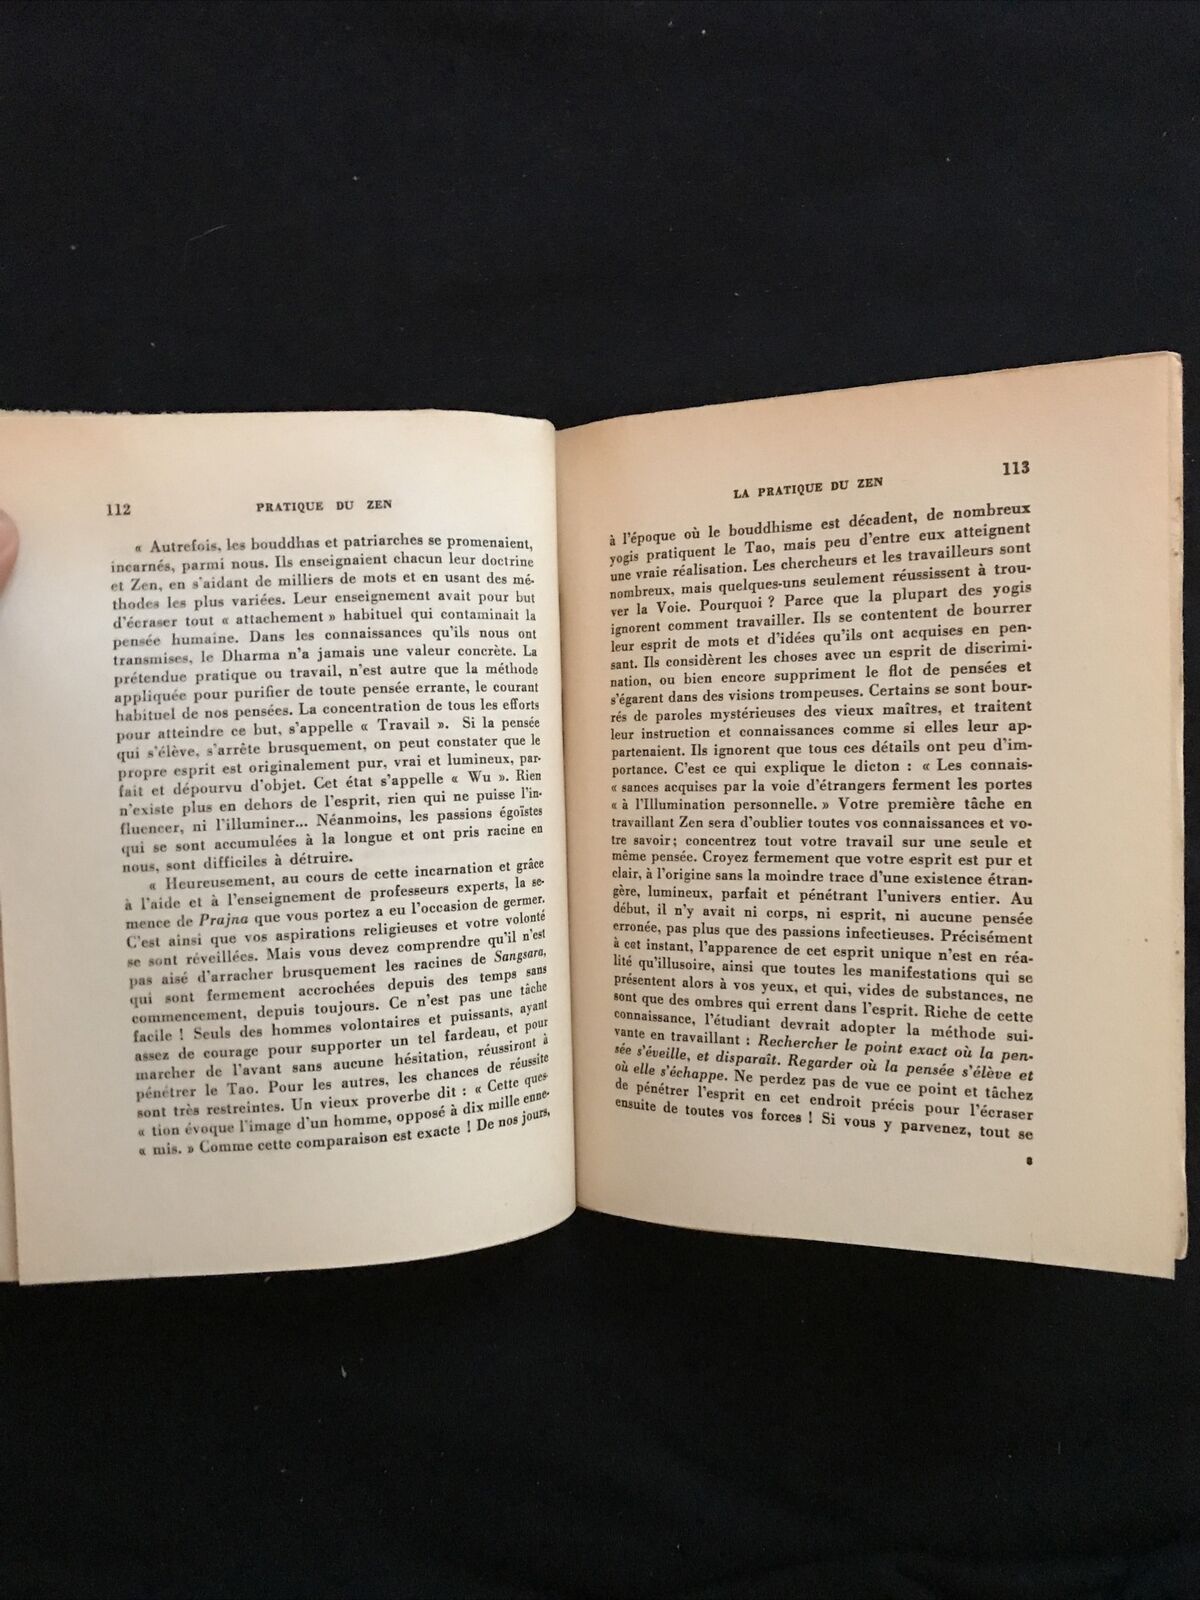 112
PRATIQUE DU ZEN
« Autrefois, les bouddhas et patriarches se promenaient,
incarnés, parmi nous. Ils enseignaient chacun leur doctrine
et Zen, en s'aidant de milliers de mots et en usant des mé-
thodes les plus variées. Leur enseignement avait pour but
d'écraser tout « attachement » habituel qui contaminait la
pensée humaine. Dans les connaissances qu'ils nous ont
transmises, le Dharma n'a jamais une valeur concrète. La
prétendue pratique ou travail, n'est autre que la méthode
appliquée pour purifier de toute pensée errante, le courant
habituel de nos pensées. La concentration de tous les efforts
pour atteindre ce but, s'appelle « Travail ». Si la pensée
qui s'élève, s'arrête brusquement, on peut constater que le
propre esprit est originalement pur, vrai et lumineux, par-
fait et dépourvu d'objet. Cet état s'appelle « Wu ». Rien
n'existe plus en dehors de l'esprit, rien qui ne puisse l'in-
fluencer, ni l'illuminer... Néanmoins, les passions égoïstes
qui se sont accumulées à la longue et ont pris racine en
nous, sont difficiles à détruire.
« Heureusement, au cours de cette incarnation et grâce
à l'aide et à l'enseignement de professeurs experts, la se-
mence de Prajna que vous portez a eu l'occasion de germer.
C'est ainsi que vos aspirations religieuses et votre volonté
se sont réveillées. Mais vous devez comprendre qu'il n'est
pas aisé d'arracher brusquement les racines de Sangsara,
qui sont fermement accrochées depuis des temps sans
commencement, depuis toujours. Ce n'est pas une tâche
facile ! Seuls des hommes volontaires et puissants, ayant
assez de courage pour supporter un tel fardeau, et pour
marcher de l'avant sans aucune hésitation, réussiront à
pénétrer le Tao. Pour les autres, les chances de réussite
sont très restreintes. Un vieux proverbe dit : « Cette ques-
« tion évoque l'image d'un homme, opposé à dix mille enne-
« mis. » Comme cette comparaison est exacte ! De nos jours,
LA PRATIQUE DU ZEN
113
à l'époque où le bouddhisme est décadent, de nombreux
yogis pratiquent le Tao, mais peu d'entre eux atteignent
une vraie réalisation. Les chercheurs et les travailleurs sont
nombreux, mais quelques-uns seulement réussissent à trou-
ver la Voie. Pourquoi ? Parce que la plupart des yogis
ignorent comment travailler. Ils se contentent de bourrer
leur esprit de mots et d'idées qu'ils ont acquises en pen-
sant. Ils considèrent les choses avec un esprit de discrimi-
nation, ou bien encore suppriment le flot de pensées et
s'égarent dans des visions trompeuses. Certains se sont bour-
rés de paroles mystérieuses des vieux maîtres, et traitent
leur instruction et connaissances comme si elles leur ap-
partenaient. Ils ignorent que tous ces détails ont peu d'im-
portance. C'est ce qui explique le dicton : « Les connais-
« sances acquises par la voie d'étrangers ferment les portes
« à l'Illumination personnelle. » Votre première tâche en
travaillant Zen sera d'oublier toutes vos connaissances et vo-
tre savoir; concentrez tout votre travail sur une seule et
même pensée. Croyez fermement que votre esprit est pur et
clair, à l'origine sans la moindre trace d'une existence étran-
gère, lumineux, parfait et pénétrant l'univers entier. Au
début, il n'y avait ni corps, ni esprit, ni aucune pensée
erronée, pas plus que des passions infectieuses. Précisément
à cet instant, l'apparence de cet esprit unique n'est en réa-
lité qu'illusoire, ainsi que toutes les manifestations qui se
présentent alors à vos yeux, et qui, vides de substances, ne
sont que des ombres qui errent dans l'esprit. Riche de cette
connaissance, l'étudiant devrait adopter la méthode sui-
vante en travaillant : Rechercher le point exact où la pen-
sée s'éveille, et disparaît. Regarder où la pensée s'élève et
où elle s'échappe. Ne perdez pas de vue ce point et tâchez
de pénétrer l'esprit en cet endroit précis pour l'écraser
ensuite de toutes vos forces ! Si vous y parvenez, tout se
8